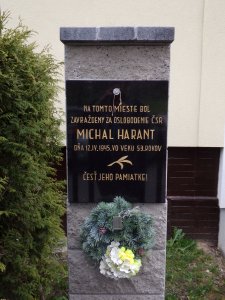 NA TOMTO MIESTE BOL
ZAVRAŽDENÝ ZA OSLOBODENIE ČSR
MICHAL HARANT
DŇA 12.IV.1945. VO VEKU ROKOV
ČESŤ JEHO PAMIATKE!